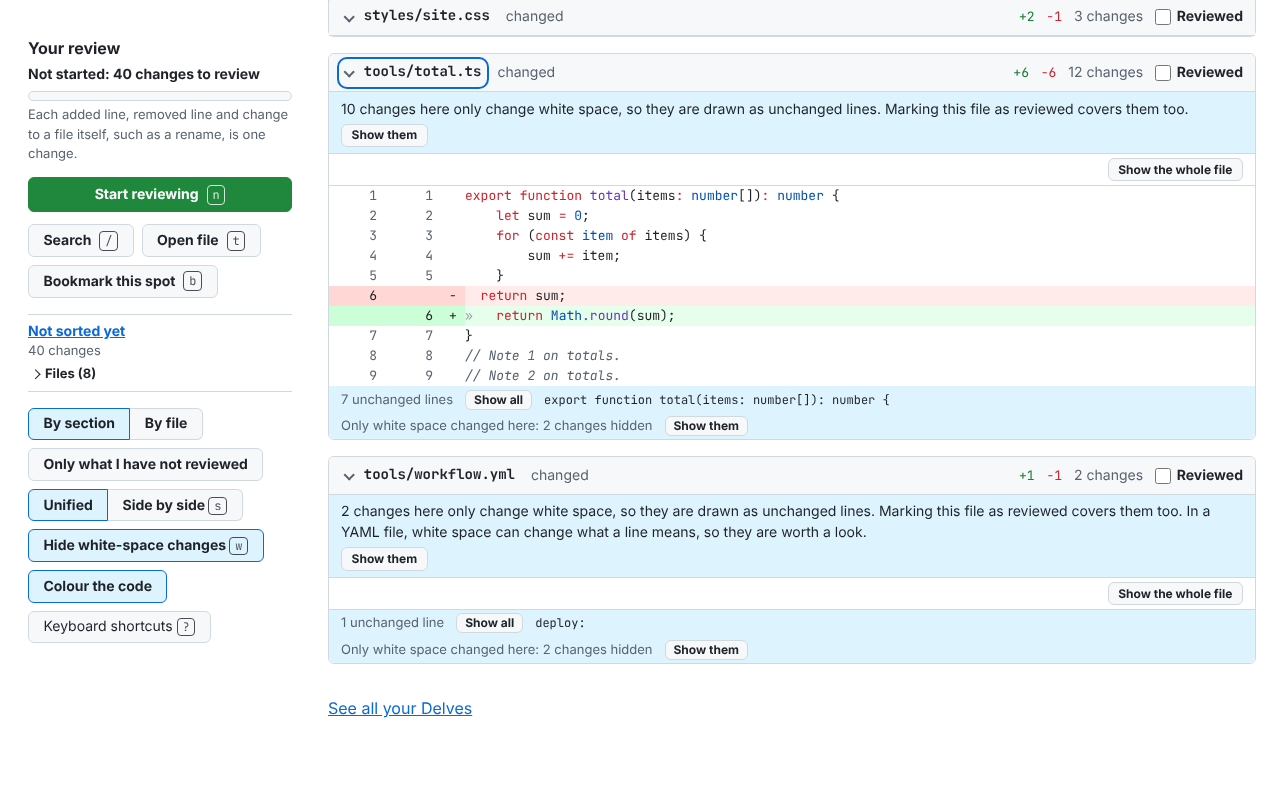 styles/site.css changed +2 -1 3 changes Reviewed
Your review
Not started: 40 changes to review
Each added line, removed line and change
to a file itself, such as a rename, is one
change.
Start reviewing n
Search /
Open file t
Bookmark this spot b
Not sorted yet
40 changes
Files (8)
By section
By file
Only what I have not reviewed
Unified
Side by side s
Hide white-space changes w
Colour the code
Keyboard shortcuts ?
tools/total.ts changed +6 -6 12 changes Reviewed
10 changes here only change white space, so they are drawn as unchanged lines. Marking this file as reviewed covers them too.
Show them
Show the whole file
1 1 export function total(items: number[]): number {
2 2 let sum = 0;
3 3 for (const item of items) {
4 4 sum += item;
5 5 }
6 - return sum;
6 + » return Math.round(sum);
7 7 }
8 8 // Note 1 on totals.
9 9 // Note 2 on totals.
7 unchanged lines Show all export function total(items: number[]): number {
Only white space changed here: 2 changes hidden Show them
tools/workflow.yml changed +1 -1 2 changes Reviewed
2 changes here only change white space, so they are drawn as unchanged lines. Marking this file as reviewed covers them too. In a
YAML file, white space can change what a line means, so they are worth a look.
Show them
Show the whole file
1 unchanged line Show all deploy:
Only white space changed here: 2 changes hidden Show them
See all your Delves